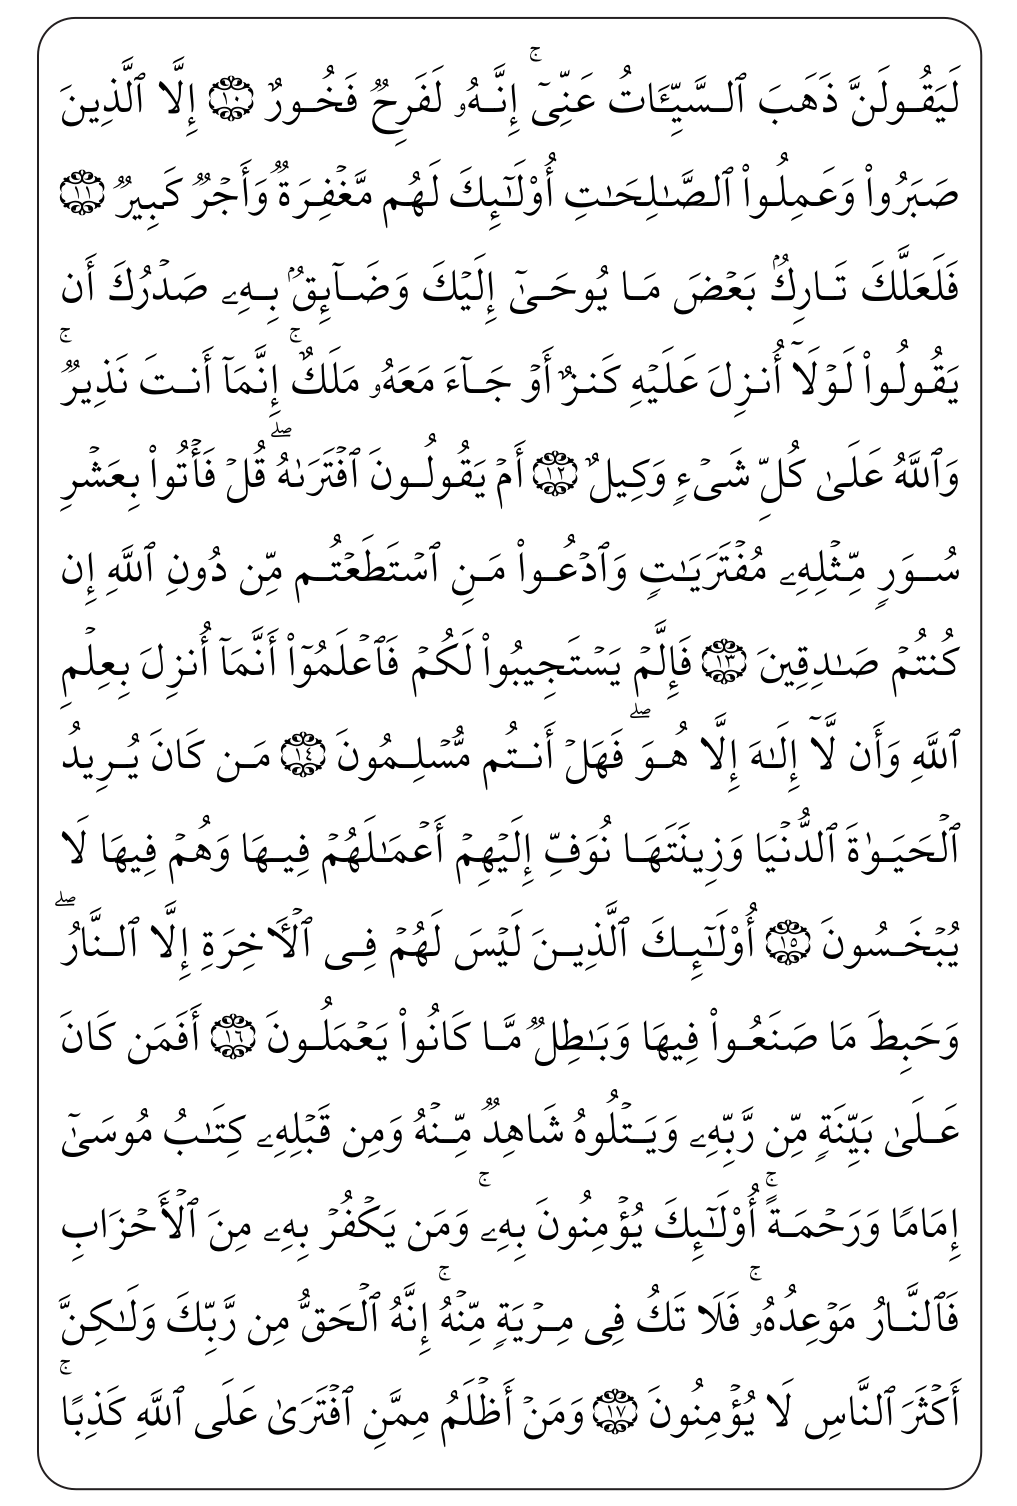 لَيَقُولَنَّ ذَهَبَ ٱلسَّيِّـَٔاتُ عَنِّىٓ ۚ إِنَّهُۥ لَفَرِحٌۭ فَخُورٌ ١٠ إِلَّا ٱلَّذِينَ
صَبَرُوا۟ وَعَمِلُوا۟ ٱلصَّـٰلِحَـٰتِ أُو۟لَـٰٓئِكَ لَهُم مَّغْفِرَةٌۭ وَأَجْرٌۭ كَبِيرٌۭ ١١
فَلَعَلَّكَ تَارِكٌۢ بَعْضَ مَا يُوحَىٰٓ إِلَيْكَ وَضَآئِقٌۢ بِهِۦ صَدْرُكَ أَن
يَقُولُوا۟ لَوْلَآ أُنزِلَ عَلَيْهِ كَنزٌ أَوْ جَآءَ مَعَهُۥ مَلَكٌ ۚ إِنَّمَآ أَنتَ نَذِيرٌۭ ۚ
وَٱللَّهُ عَلَىٰ كُلِّ شَىْءٍۢ وَكِيلٌ ١٢ أَمْ يَقُولُونَ ٱفْتَرَىٰهُ ۖ قُلْ فَأْتُوا۟ بِعَشْرِ
سُوَرٍۢ مِّثْلِهِۦ مُفْتَرَيَـٰتٍۢ وَٱدْعُوا۟ مَنِ ٱسْتَطَعْتُم مِّن دُونِ ٱللَّهِ إِن
كُنتُمْ صَـٰدِقِينَ ١٣ فَإِلَّمْ يَسْتَجِيبُوا۟ لَكُمْ فَٱعْلَمُوٓا۟ أَنَّمَآ أُنزِلَ بِعِلْمِ
ٱللَّهِ وَأَن لَّآ إِلَـٰهَ إِلَّا هُوَ ۖ فَهَلْ أَنتُم مُّسْلِمُونَ ١٤ مَن كَانَ يُرِيدُ
ٱلْحَيَوٰةَ ٱلدُّنْيَا وَزِينَتَهَا نُوَفِّ إِلَيْهِمْ أَعْمَـٰلَهُمْ فِيهَا وَهُمْ فِيهَا لَا
يُبْخَسُونَ ١٥ أُو۟لَـٰٓئِكَ ٱلَّذِينَ لَيْسَ لَهُمْ فِى ٱلْـَٔاخِرَةِ إِلَّا ٱلنَّارُ ۖ
وَحَبِطَ مَا صَنَعُوا۟ فِيهَا وَبَـٰطِلٌۭ مَّا كَانُوا۟ يَعْمَلُونَ ١٦ أَفَمَن كَانَ
عَلَىٰ بَيِّنَةٍۢ مِّن رَّبِّهِۦ وَيَتْلُوهُ شَاهِدٌۭ مِّنْهُ وَمِن قَبْلِهِۦ كِتَـٰبُ مُوسَىٰٓ
إِمَامًۭا وَرَحْمَةً ۚ أُو۟لَـٰٓئِكَ يُؤْمِنُونَ بِهِۦ ۚ وَمَن يَكْفُرْ بِهِۦ مِنَ ٱلْأَحْزَابِ
فَٱلنَّارُ مَوْعِدُهُۥ ۚ فَلَا تَكُ فِى مِرْيَةٍۢ مِّنْهُ ۚ إِنَّهُ ٱلْحَقُّ مِن رَّبِّكَ وَلَـٰكِنَّ
أَكْثَرَ ٱلنَّاسِ لَا يُؤْمِنُونَ ١٧ وَمَنْ أَظْلَمُ مِمَّنِ ٱفْتَرَىٰ عَلَى ٱللَّهِ كَذِبًا ۚ